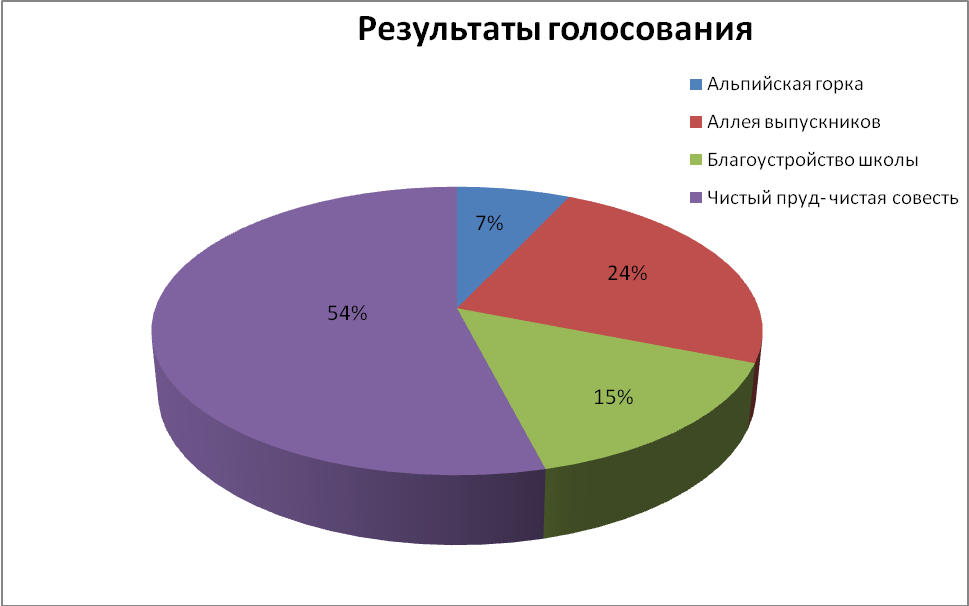 Результаты голосования
Альпийская горка
Аллея выпускников
Благоустройство школы
Чистый пруд- чистая совесть
7%
24%
54%
15%